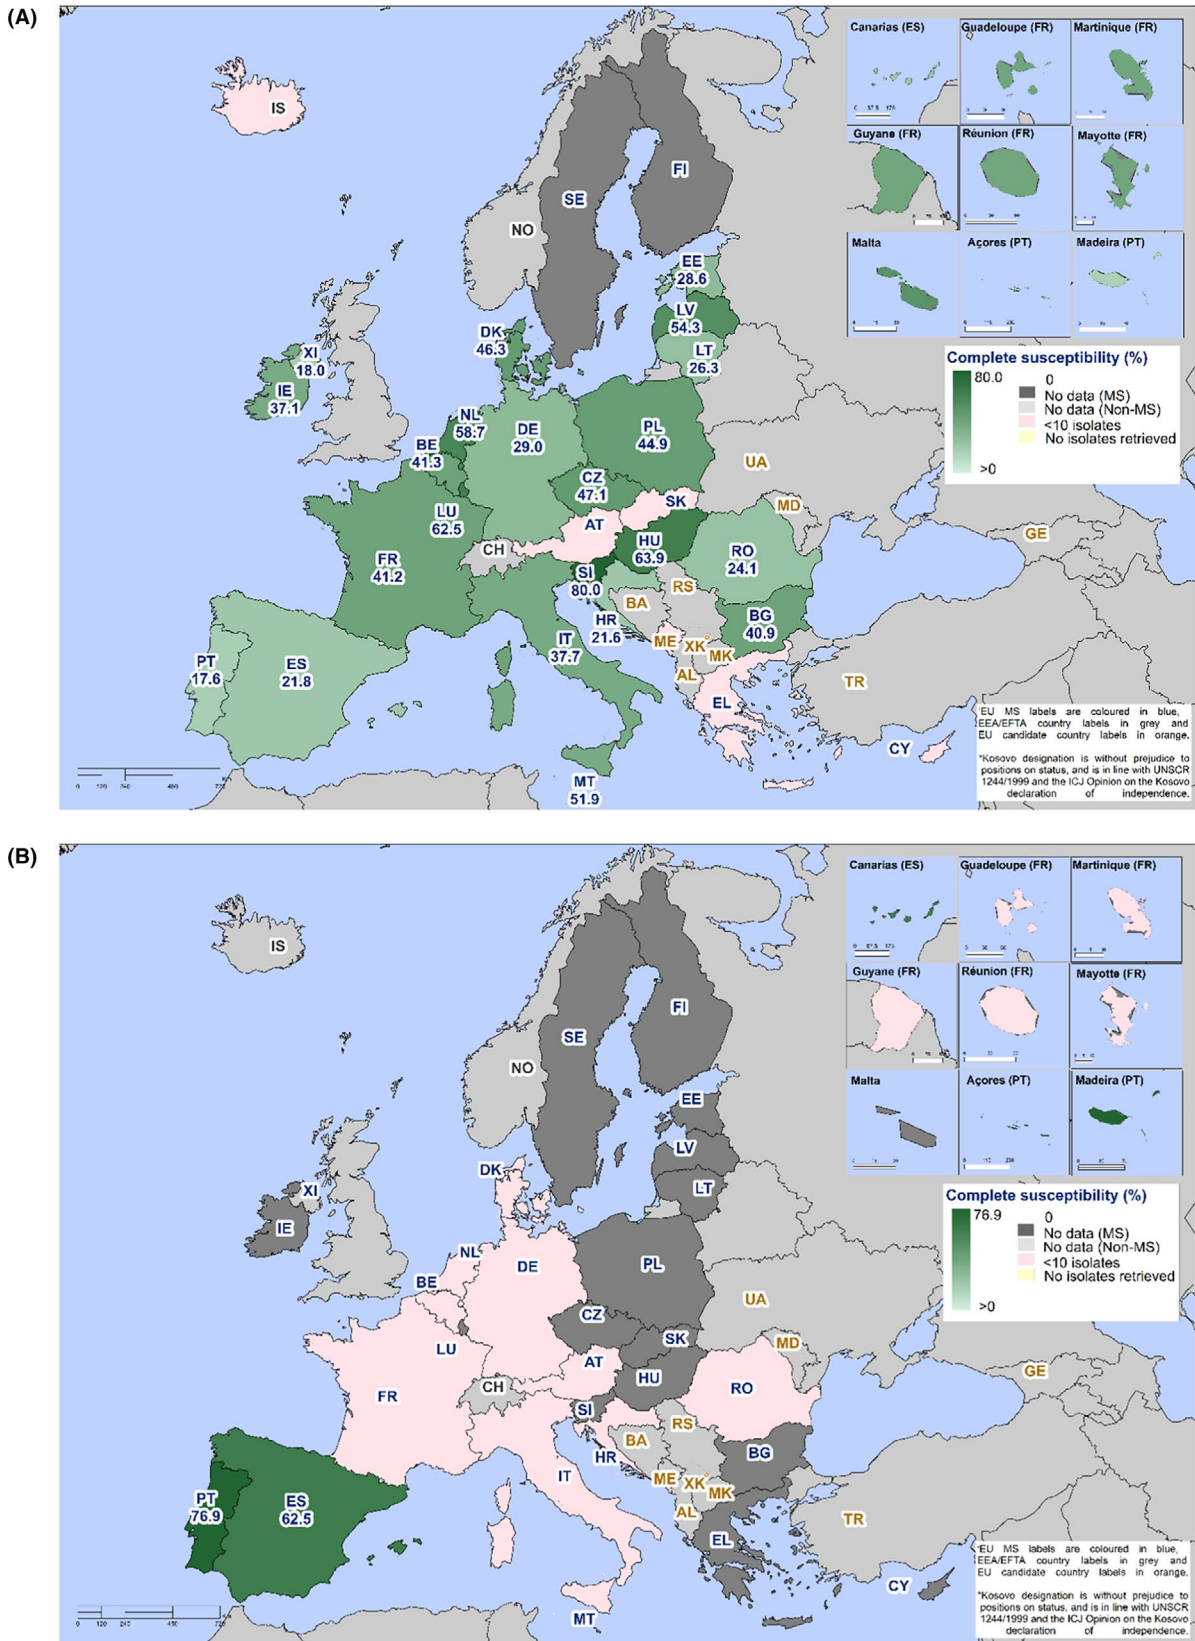 (A)
Canarias (ES)
Guadeloupe (FR)
Martinique (FR)
IS
Guyane (FR)
Réunion (FR)
Mayotte (FR)
FI
SE
NO
Malta
Açores (PT)
Madeira (PT)
EE
28.6
LV
54.3
DK
46.3
LT
26.3
XI
18.0
IE
37.1
Complete susceptibility (%)
80.0
0
No data (MS)
No data (Non-MS)
<10 isolates
No isolates retrieved
>0
NL
58.7
DE
29.0
PL
44.9
BE
41.3
UA
CZ
47.1
SK
LU
62.5
AT
MD
CH
HU
63.9
GE
FR
41.2
RO
24.1
SI
80.0
RS
BA
HR
21.6
BG
40.9
IT
37.7
ME
XK
MK
AL
PT
17.6
ES
21.8
TR
EL
CY
MT
51.9
EU MS labels are coloured in blue,
EEA/EFTA country labels in grey and
EU candidate country labels in orange.
*Kosovo designation is without prejudice to
positions on status, and is in line with UNSCR
1244/1999 and the ICJ Opinion on the Kosovo
declaration of independence.
(B)
Canarias (ES)
Guadeloupe (FR)
Martinique (FR)
IS
Guyane (FR)
Réunion (FR)
Mayotte (FR)
FI
SE
NO
Malta
Açores (PT)
Madeira (PT)
EE
LV
DK
LT
XI
IE
Complete susceptibility (%)
76.9
0
No data (MS)
No data (Non-MS)
<10 isolates
No isolates retrieved
>0
NL
DE
PL
BE
UA
CZ
SK
LU
AT
MD
CH
HU
GE
FR
RO
SI
RS
BA
HR
BG
IT
ME
XK
MK
AL
PT
76.9
ES
62.5
TR
EL
CY
MT
EU MS labels are coloured in blue,
EEA/EFTA country labels in grey and
EU candidate country labels in orange.
*Kosovo designation is without prejudice to
positions on status, and is in line with UNSCR
1244/1999 and the ICJ Opinion on the Kosovo
declaration of independence.